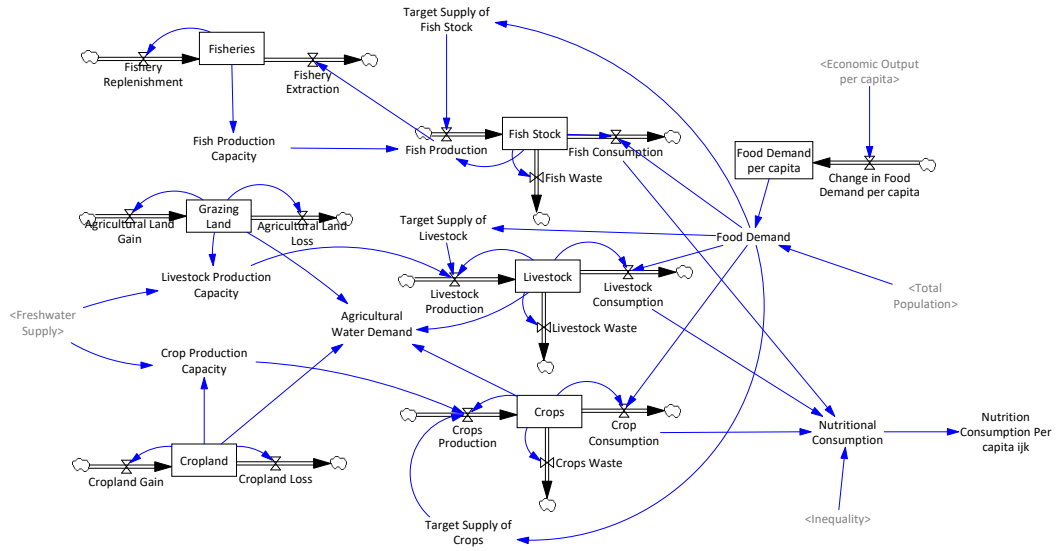 Target Supply of
Fish Stock
Fisheries
Fishery
Replenishment
Fishery
Extraction
<Economic Output
per capita>
Fish Production
Capacity
Fish Production
Fish Stock
Fish Consumption
Fish Waste
Food Demand
per capita
Change in Food
Demand per capita
Agricultural Land
Gain
Grazing
Land
Agricultural Land
Loss
Target Supply of
Livestock
Food Demand
Livestock Production
Capacity
Livestock
Production
Livestock
Livestock
Consumption
<Total
Population>
<Freshwater
Supply>
Agricultural
Water Demand
Livestock Waste
Crop Production
Capacity
Crops
Production
Crops
Crop
Consumption
Nutritional
Consumption
Nutrition
Consumption Per
capita ijk
Cropland Gain
Cropland
Cropland Loss
Crops Waste
Target Supply of
Crops
<Inequality>